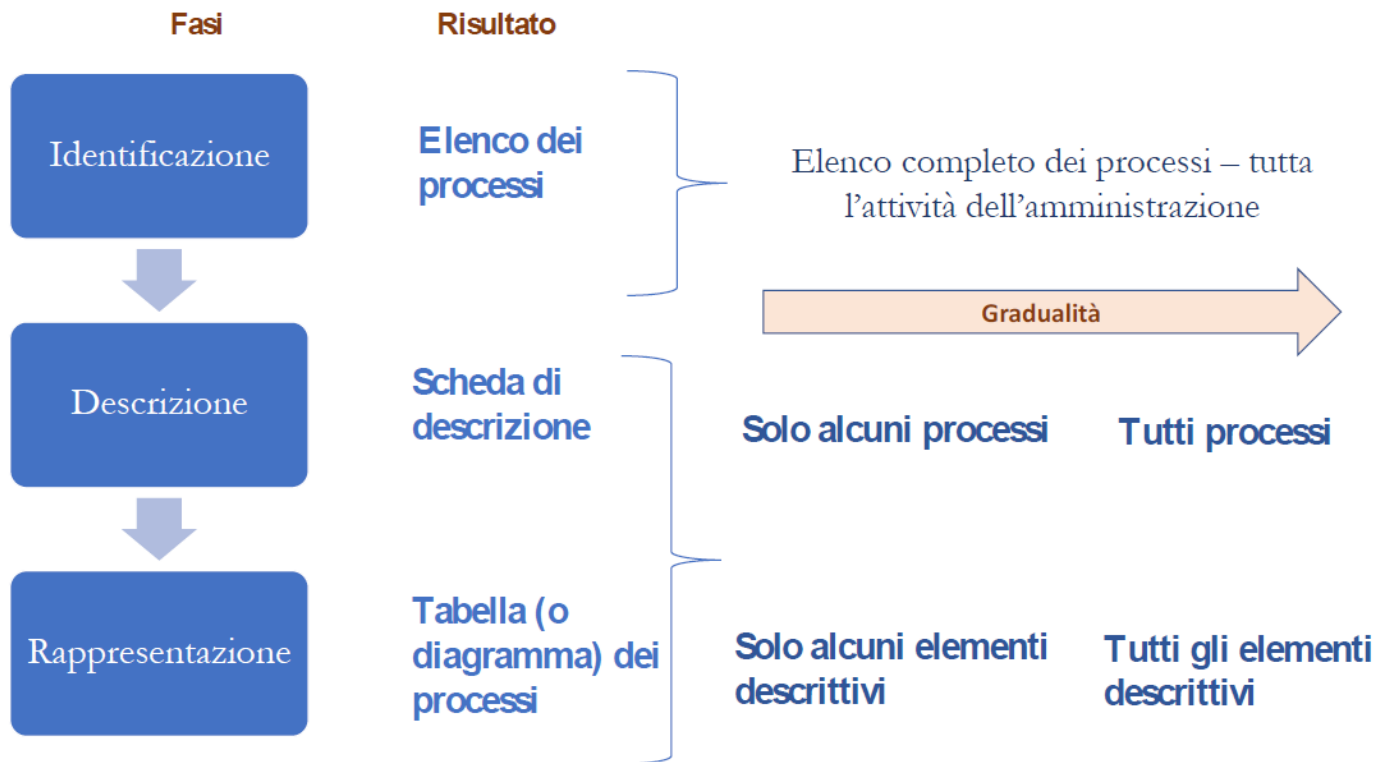 Fasi
Risultato
Identificazione
Elenco dei
processi
Elenco completo dei processi – tutta
l’attività dell’amministrazione
Gradualità
Descrizione
Scheda di
descrizione
Solo alcuni processi
Tutti processi
Rappresentazione
Tabella (o
diagramma) dei
processi
Solo alcuni elementi
descrittivi
Tutti gli elementi
descrittivi